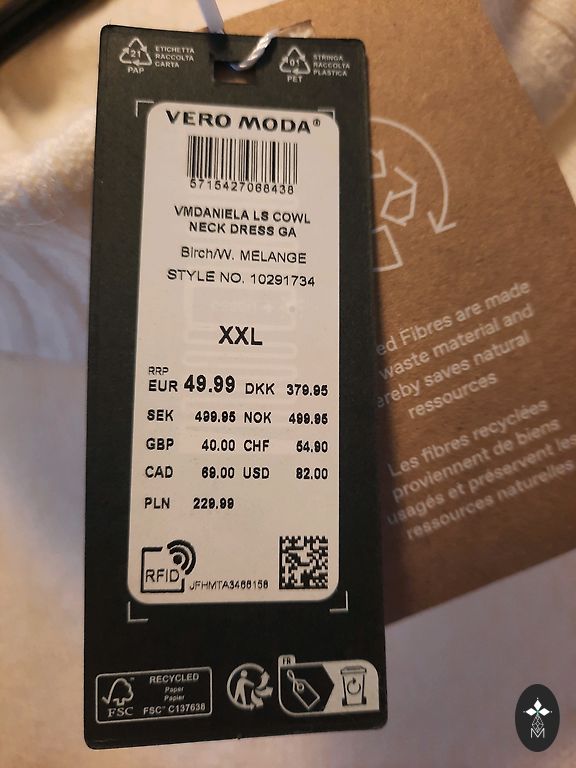 21
PAP
ETICHETTA
RACCOLTA
CARTA
01
PET
STRINGA
RACCOLTA
PLASTICA
VERO MODA®
5715427068438
VMDANIELA LS COWL
NECK DRESS GA
Birch/W. MELANGE
STYLE NO. 10291734
XXL
RRP
EUR 49.99 DKK 379.95
SEK 499.95 NOK 499.95
GBP 40.00 CHF 54.90
CAD 69.00 USD 82.00
PLN 229.99
RFID
JFHMTA3466158
FSC
RECYCLED
Paper
Papier
FSC™ C137636
FR
ed Fibres are made
waste material and
ereby saves natural
ressources
Les fibres recyclées
proviennent de biens
usagés et préservent les
ressources naturelles
M